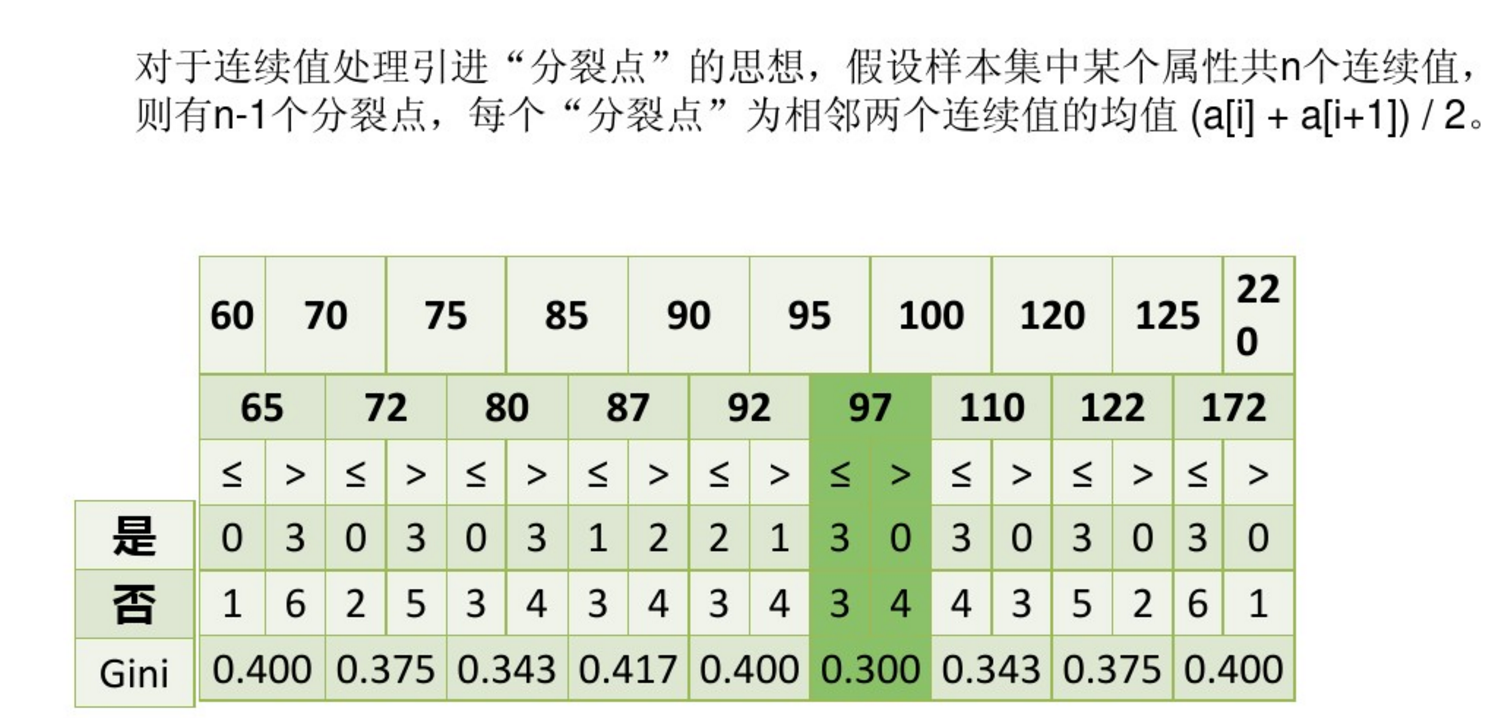 对于连续值处理引进“分裂点”的思想，假设样本集中某个属性共n个连续值，
则有n-1个分裂点，每个“分裂点”为相邻两个连续值的均值 (a[i] + a[i+1]) / 2。
60 70 75 85 90 95 100 120 125 220
65 72 80 87 92 97 110 122 172
≤ > ≤ > ≤ > ≤ > ≤ > ≤ > ≤ > ≤ > ≤ >
是 0 3 0 3 0 3 1 2 2 1 3 0 3 0 3 0 3 0
否 1 6 2 5 3 4 3 4 3 4 3 4 4 3 5 2 6 1
Gini 0.400 0.375 0.343 0.417 0.400 0.300 0.343 0.375 0.400